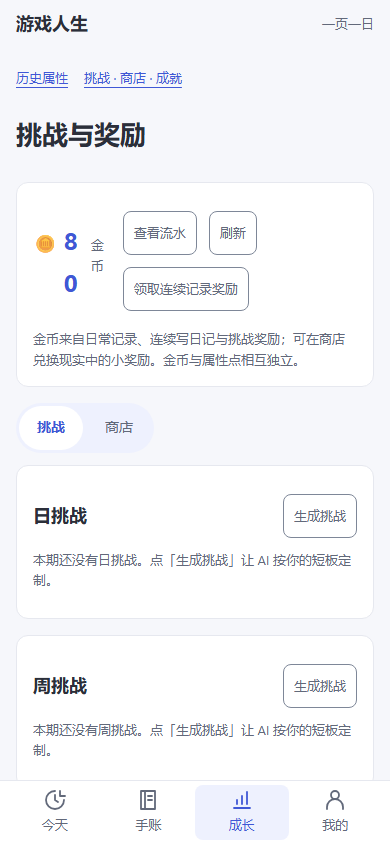 游戏人生
一页一日
历史属性 挑战 · 商店 · 成就
挑战与奖励
80
金币
查看流水
刷新
领取连续记录奖励
金币来自日常记录、连续写日记与挑战奖励；可在商店
兑换现实中的小奖励。金币与属性点相互独立。
挑战
商店
日挑战
生成挑战
本期还没有日挑战。点「生成挑战」让 AI 按你的短板定
制。
周挑战
生成挑战
本期还没有周挑战。点「生成挑战」让 AI 按你的短板定
制。
今天
手账
成长
我的